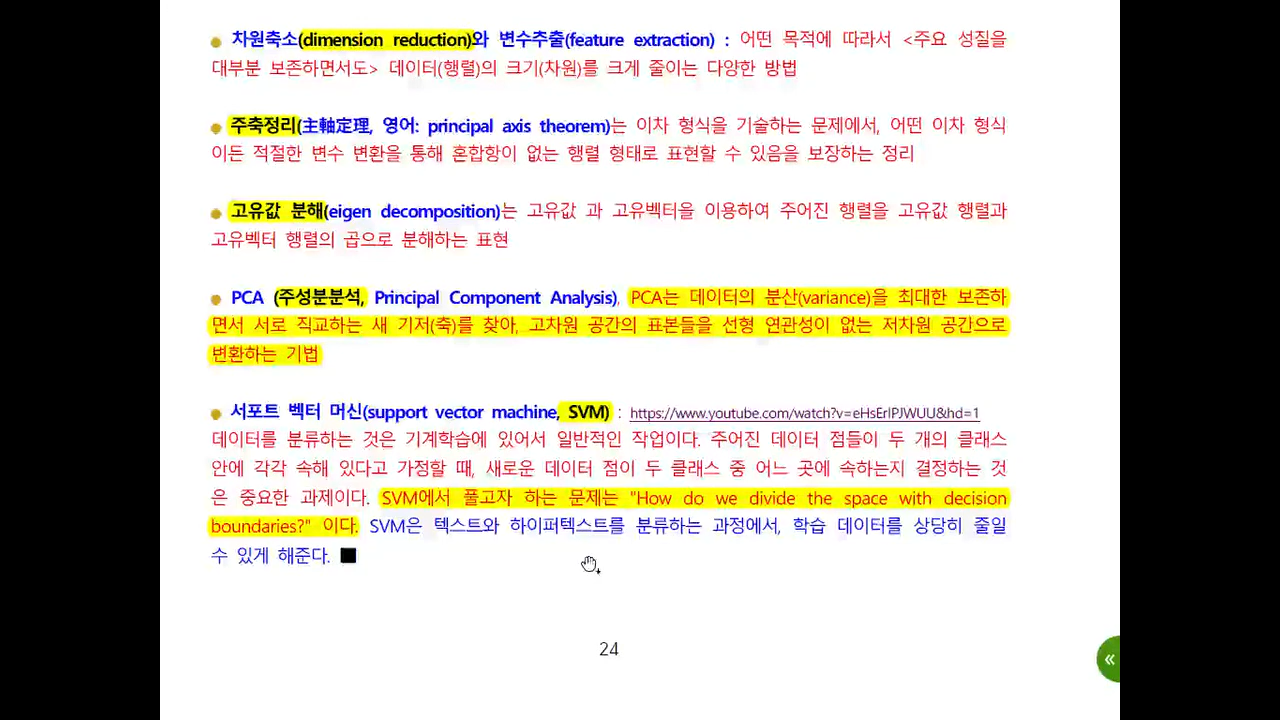 ● 차원축소(dimension reduction)와 변수추출(feature extraction) : 어떤 목적에 따라서 <주요 성질을
대부분 보존하면서도> 데이터(행렬)의 크기(차원)를 크게 줄이는 다양한 방법
● 주축정리(主軸定理, 영어: principal axis theorem)는 이차 형식을 기술하는 문제에서, 어떤 이차 형식
이든 적절한 변수 변환을 통해 혼합항이 없는 행렬 형태로 표현할 수 있음을 보장하는 정리
● 고유값 분해(eigen decomposition)는 고유값 과 고유벡터을 이용하여 주어진 행렬을 고유값 행렬과
고유벡터 행렬의 곱으로 분해하는 표현
● PCA (주성분분석, Principal Component Analysis), PCA는 데이터의 분산(variance)을 최대한 보존하
면서 서로 직교하는 새 기저(축)를 찾아, 고차원 공간의 표본들을 선형 연관성이 없는 저차원 공간으로
변환하는 기법
● 서포트 벡터 머신(support vector machine, SVM) : https://www.youtube.com/watch?v=eHsErlPJWUU&hd=1
데이터를 분류하는 것은 기계학습에 있어서 일반적인 작업이다. 주어진 데이터 점들이 두 개의 클래스
안에 각각 속해 있다고 가정할 때, 새로운 데이터 점이 두 클래스 중 어느 곳에 속하는지 결정하는 것
은 중요한 과제이다. SVM에서 풀고자 하는 문제는 "How do we divide the space with decision
boundaries?" 이다. SVM은 텍스트와 하이퍼텍스트를 분류하는 과정에서, 학습 데이터를 상당히 줄일
수 있게 해준다. ■
24
«